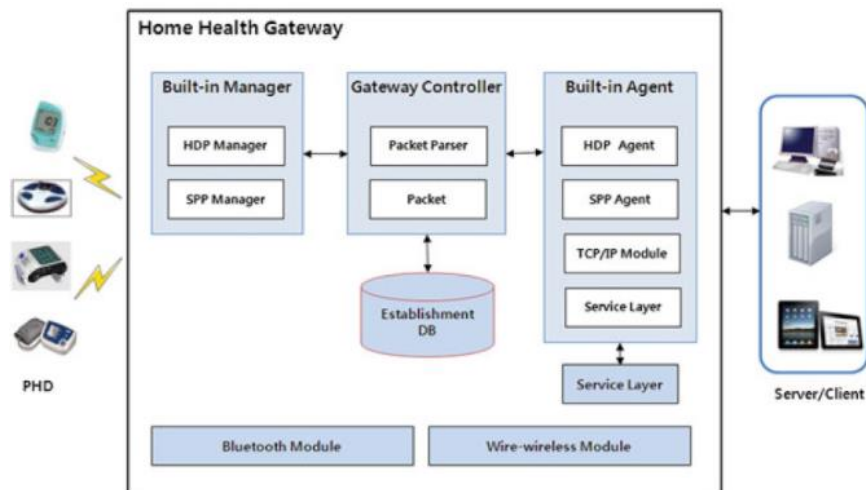 Home Health Gateway
Built-in Manager
HDP Manager
SPP Manager
Gateway Controller
Packet Parser
Packet
Establishment
DB
Built-in Agent
HDP Agent
SPP Agent
TCP/IP Module
Service Layer
Service Layer
Bluetooth Module
Wire-wireless Module
PHD
Server/Client